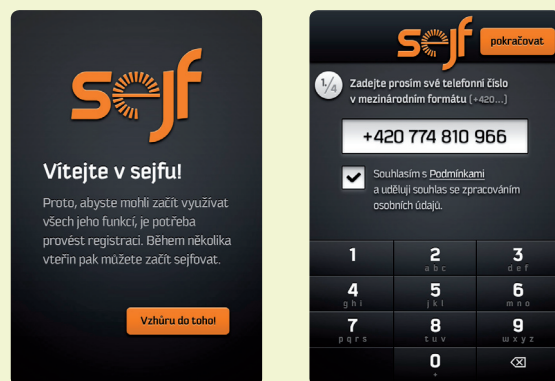 sejf
Vítejte v sejfu!
Proto, abyste mohli začít využívat
všech jeho funkcí, je potřeba
provést registraci. Během několika
vteřin pak můžete začít sejfovat.
Vzhůru do toho!
sejf
pokračovat
1/4
Zadejte prosím své telefonní číslo
v mezinárodním formátu (+420...)
+420 774 810 966
Souhlasím s Podmínkami
a uděluji souhlas se zpracováním
osobních údajů.
1 2 3
abc def
4 5 6
ghi jkl mno
7 8 9
pqrs tuv wxyz
0
+